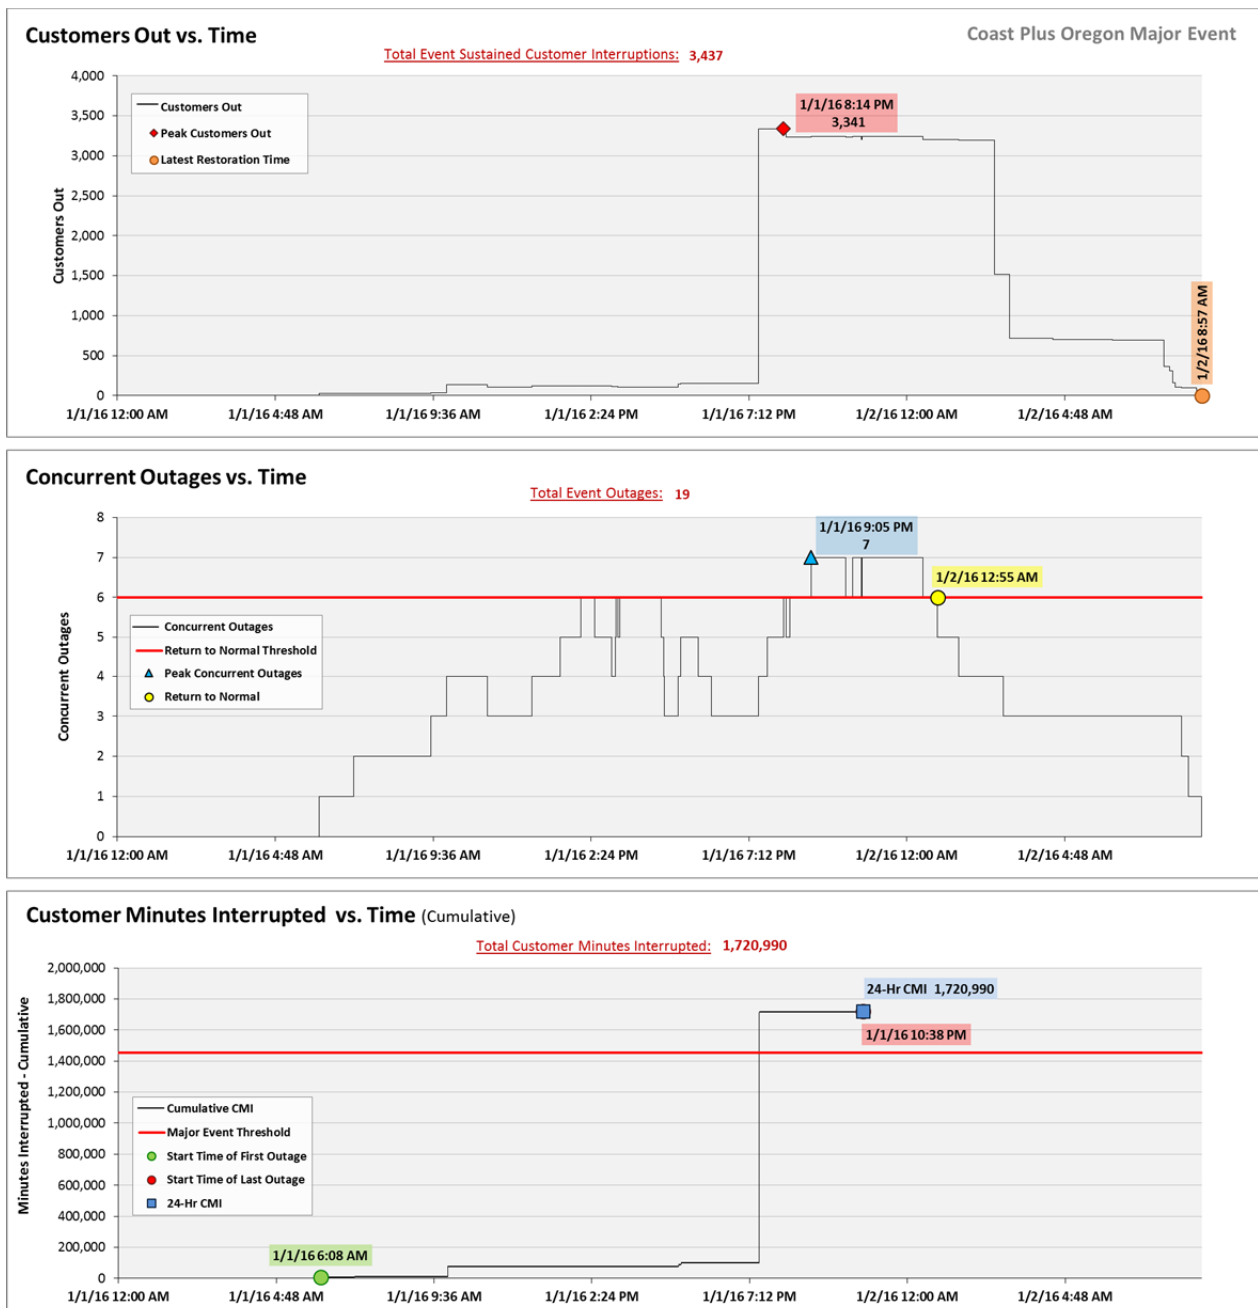 Customers Out vs. Time
Coast Plus Oregon Major Event
Total Event Sustained Customer Interruptions: 3,437
4,000
3,500
3,000
2,500
2,000
1,500
1,000
500
0
Customers Out
Customers Out
Peak Customers Out
Latest Restoration Time
1/1/16 8:14 PM
3,341
1/2/16 8:57 AM
1/1/16 12:00 AM 1/1/16 4:48 AM 1/1/16 9:36 AM 1/1/16 2:24 PM 1/1/16 7:12 PM 1/2/16 12:00 AM 1/2/16 4:48 AM
Concurrent Outages vs. Time
Total Event Outages: 19
8
7
6
5
4
3
2
1
0
Concurrent Outages
Concurrent Outages
Return to Normal Threshold
Peak Concurrent Outages
Return to Normal
1/1/16 9:05 PM
7
1/2/16 12:55 AM
1/1/16 12:00 AM 1/1/16 4:48 AM 1/1/16 9:36 AM 1/1/16 2:24 PM 1/1/16 7:12 PM 1/2/16 12:00 AM 1/2/16 4:48 AM
Customer Minutes Interrupted vs. Time (Cumulative)
Total Customer Minutes Interrupted: 1,720,990
2,000,000
1,800,000
1,600,000
1,400,000
1,200,000
1,000,000
800,000
600,000
400,000
200,000
0
Minutes Interrupted - Cumulative
24-Hr CMI 1,720,990
1/1/16 10:38 PM
Cumulative CMI
Major Event Threshold
Start Time of First Outage
Start Time of Last Outage
24-Hr CMI
1/1/16 6:08 AM
1/1/16 12:00 AM 1/1/16 4:48 AM 1/1/16 9:36 AM 1/1/16 2:24 PM 1/1/16 7:12 PM 1/2/16 12:00 AM 1/2/16 4:48 AM